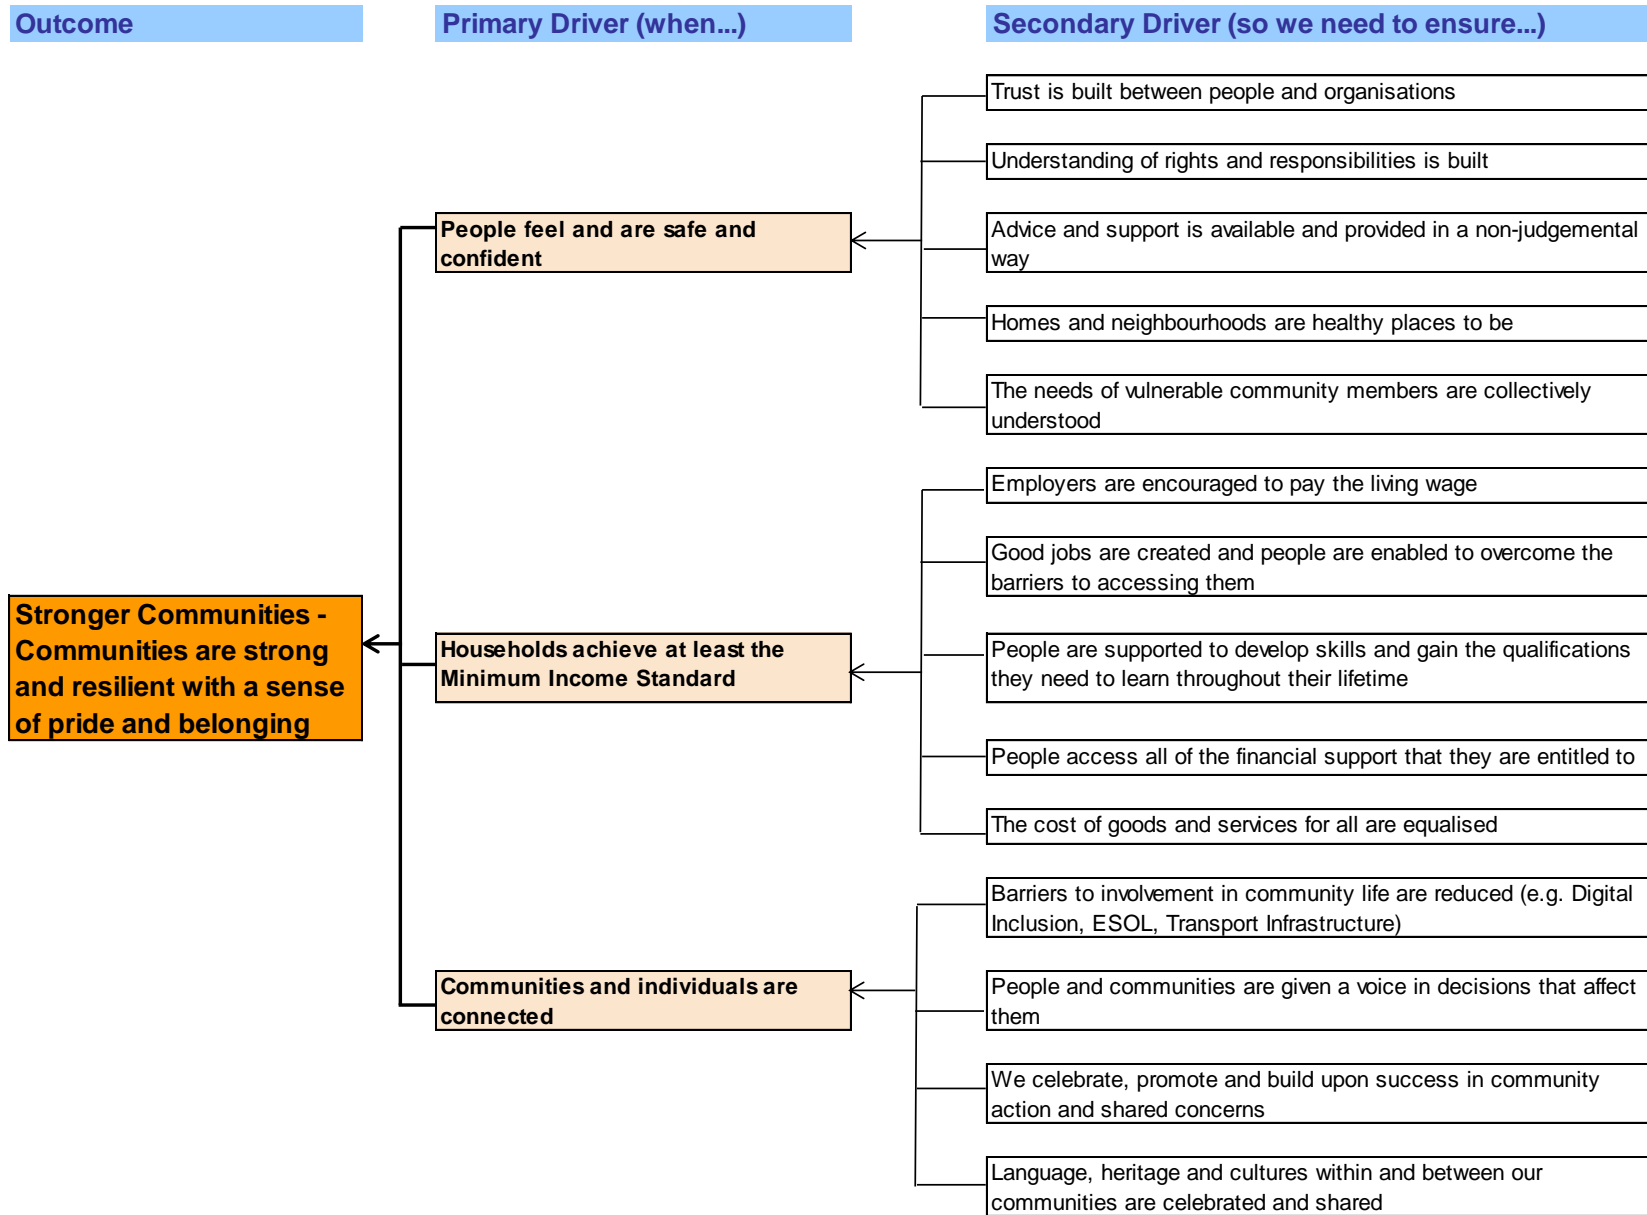 Outcome
Primary Driver (when...)
Secondary Driver (so we need to ensure...)
Trust is built between people and organisations
Understanding of rights and responsibilities is built
People feel and are safe and
confident
Advice and support is available and provided in a non-judgemental
way
Homes and neighbourhoods are healthy places to be
The needs of vulnerable community members are collectively
understood
Employers are encouraged to pay the living wage
Good jobs are created and people are enabled to overcome the
barriers to accessing them
Stronger Communities -
Communities are strong
and resilient with a sense
of pride and belonging
Households achieve at least the
Minimum Income Standard
People are supported to develop skills and gain the qualifications
they need to learn throughout their lifetime
People access all of the financial support that they are entitled to
The cost of goods and services for all are equalised
Barriers to involvement in community life are reduced (e.g. Digital
Inclusion, ESOL, Transport Infrastructure)
Communities and individuals are
connected
People and communities are given a voice in decisions that affect
them
We celebrate, promote and build upon success in community
action and shared concerns
Language, heritage and cultures within and between our
communities are celebrated and shared